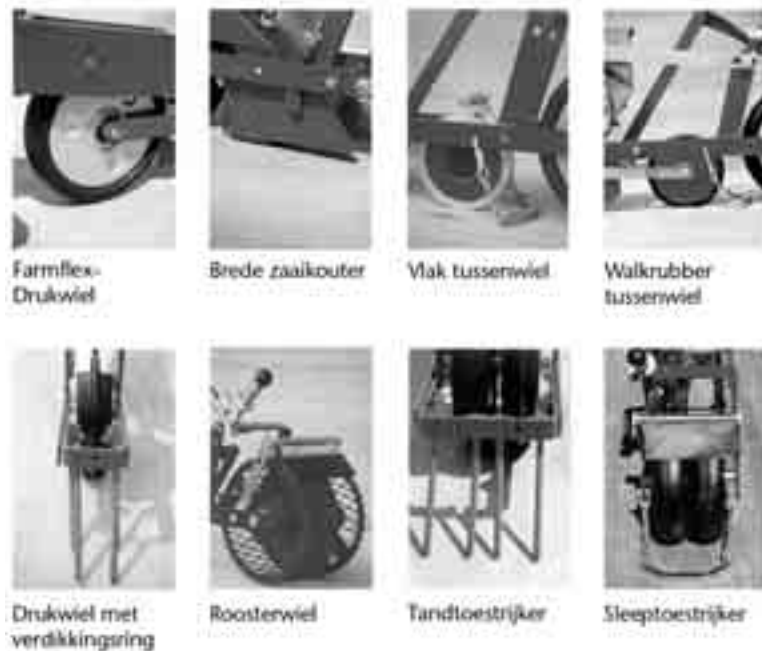 Farmflex-
Drukwiel
Brede zaaikouter
Vlak tussenwiel
Walkrubber
tussenwiel
Drukwiel met
verdikkingsring
Roosterwiel
Tandtoestrijker
Sleeptoestrijker